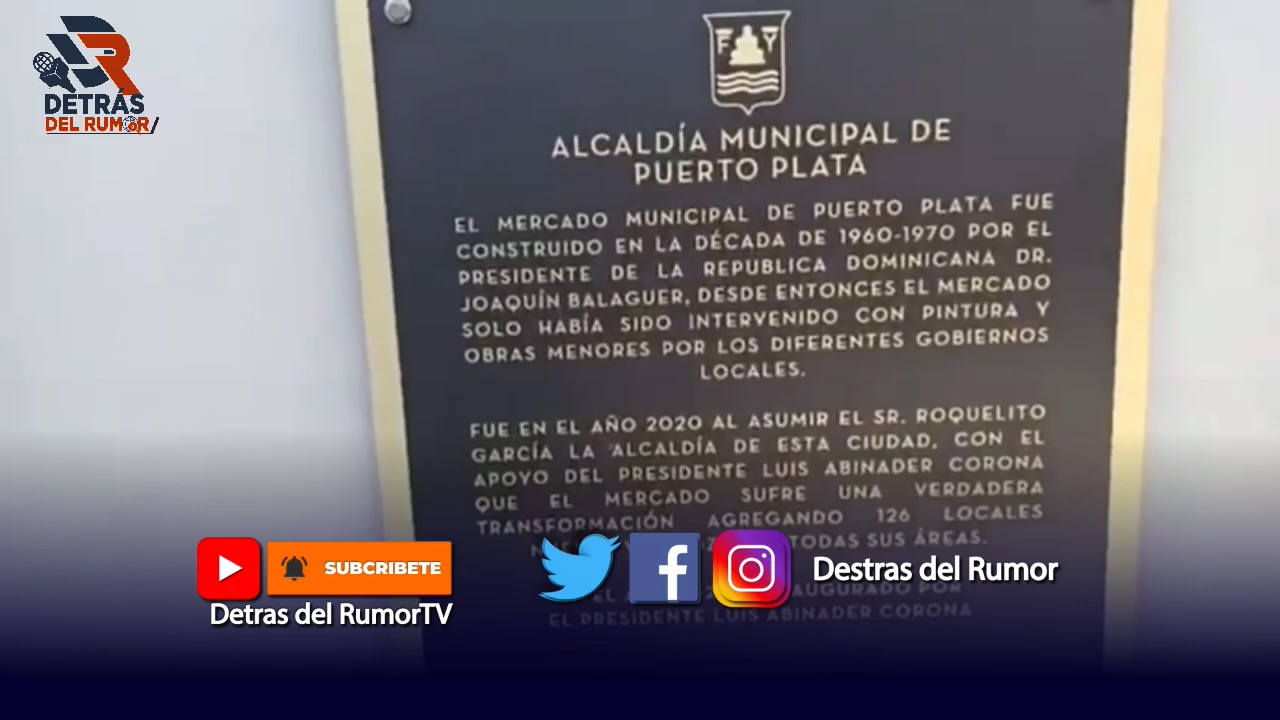 DETRÁS
DEL RUMOR/
F Y
ALCALDÍA MUNICIPAL DE
PUERTO PLATA
EL MERCADO MUNICIPAL DE PUERTO PLATA FUE
CONSTRUIDO EN LA DÉCADA DE 1960-1970 POR EL
PRESIDENTE DE LA REPUBLICA DOMINICANA DR.
JOAQUÍN BALAGUER, DESDE ENTONCES EL MERCADO
SOLO HABÍA SIDO INTERVENIDO CON PINTURA Y
OBRAS MENORES POR LOS DIFERENTES GOBIERNOS
LOCALES.
FUE EN EL AÑO 2020 AL ASUMIR EL SR. ROQUELITO
GARCÍA LA ALCALDÍA DE ESTA CIUDAD, CON EL
APOYO DEL PRESIDENTE LUIS ABINADER CORONA
QUE EL MERCADO SUFRE UNA VERDADERA
TRANSFORMACIÓN AGREGANDO 126 LOCALES
TODAS SUS ÁREAS.
POR
EL PRESIDENTE LUIS ABINADER CORONA
SUBCRIBETE
Detras del RumorTV
Destras del Rumor